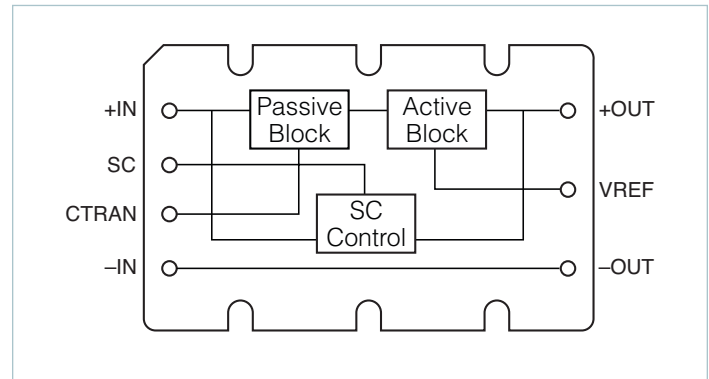 +IN
Passive
Block
Active
Block
+OUT
SC
VREF
CTRAN
SC
Control
–IN
–OUT